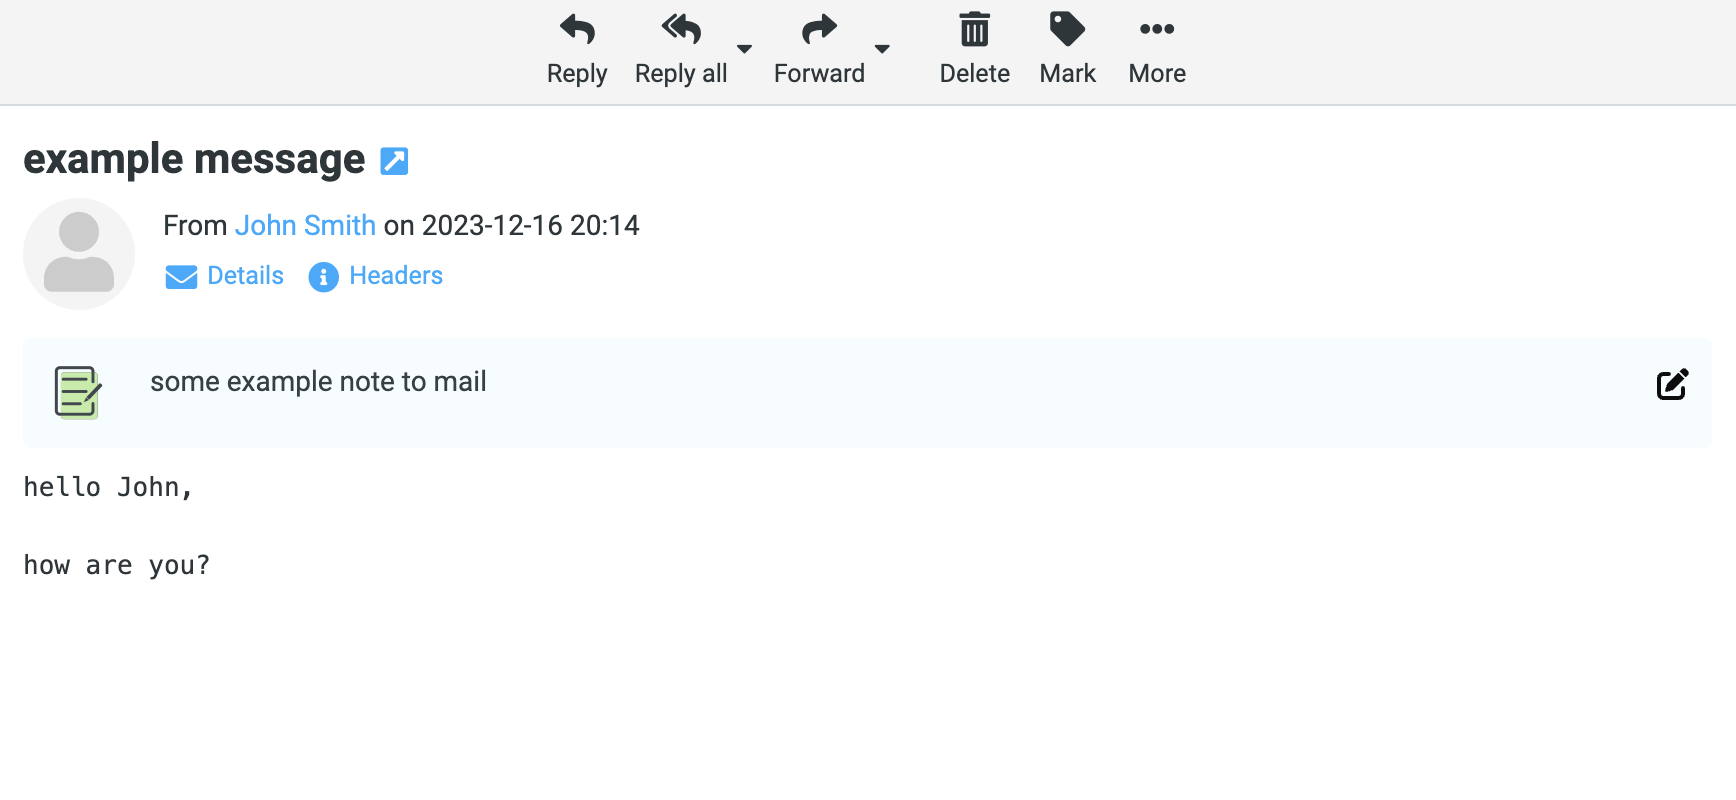 Reply Reply all Forward Delete Mark More
example message
From John Smith on 2023-12-16 20:14
Details Headers
some example note to mail
hello John,
how are you?